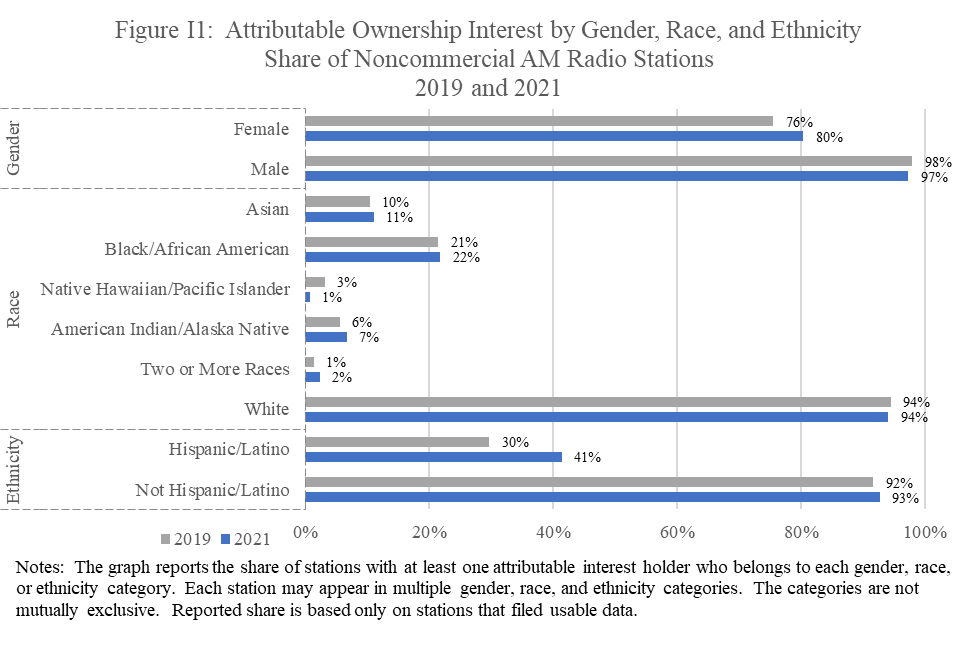 Figure I1:  Attributable Ownership Interest by Gender, Race, and Ethnicity
Share of Noncommercial AM Radio Stations
2019 and 2021
Gender
Female
76%
80%
Male
98%
97%
Race
Asian
10%
11%
Black/African American
21%
22%
Native Hawaiian/Pacific Islander
3%
1%
American Indian/Alaska Native
6%
7%
Two or More Races
1%
2%
White
94%
94%
Ethnicity
Hispanic/Latino
30%
41%
Not Hispanic/Latino
92%
93%
0% 20% 40% 60% 80% 100%
2019 2021
Notes:  The graph reports the share of stations with at least one attributable interest holder who belongs to each gender, race,
or ethnicity category.  Each station may appear in multiple gender, race, and ethnicity categories.  The categories are not
mutually exclusive.  Reported share is based only on stations that filed usable data.